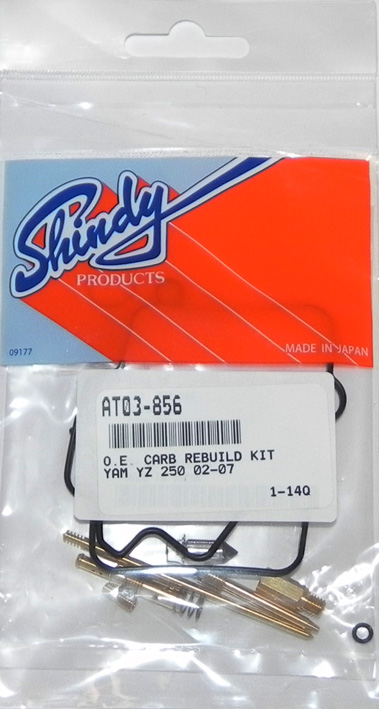 Shindy
PRODUCTS
09177
MADE IN JAPAN
AT03-856
O.E. CARB REBUILD KIT
YAM YZ 250 02-07
1-14Q